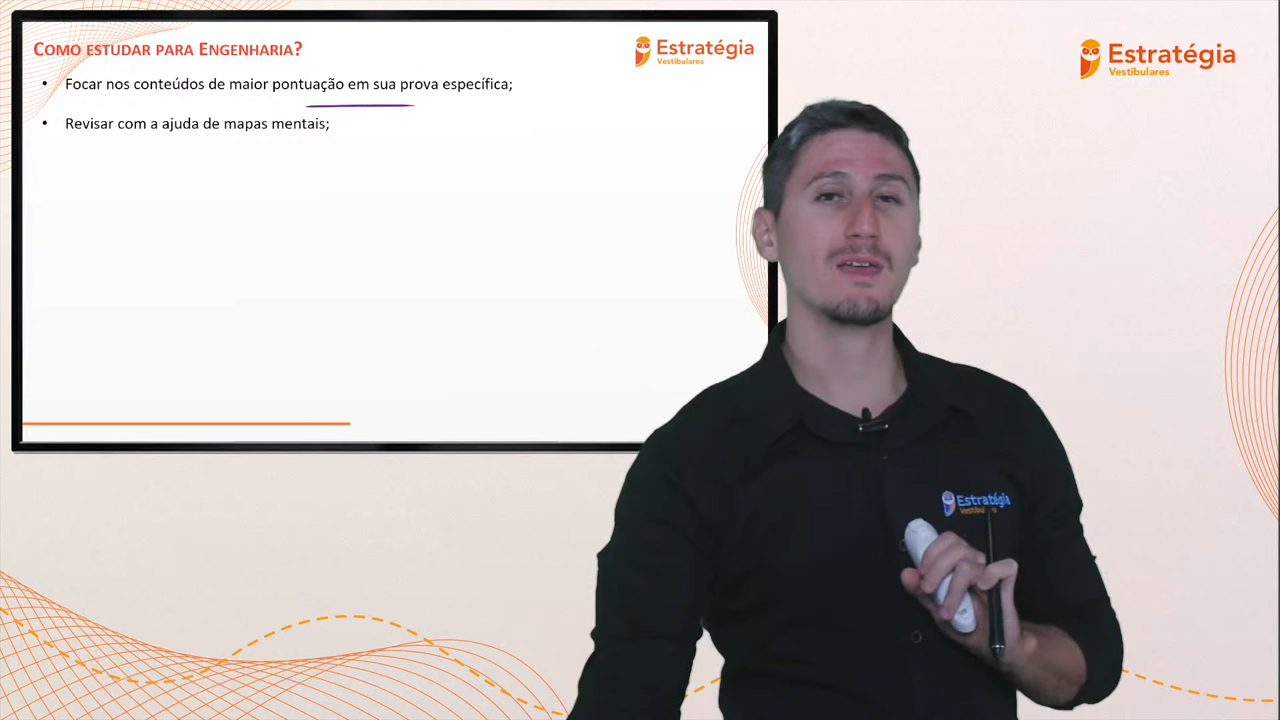 COMO ESTUDAR PARA ENGENHARIA?
Estratégia
Vestibulares
• Focar nos conteúdos de maior pontuação em sua prova específica;
• Revisar com a ajuda de mapas mentais;
Estratégia
Vestibulares
Estratégia